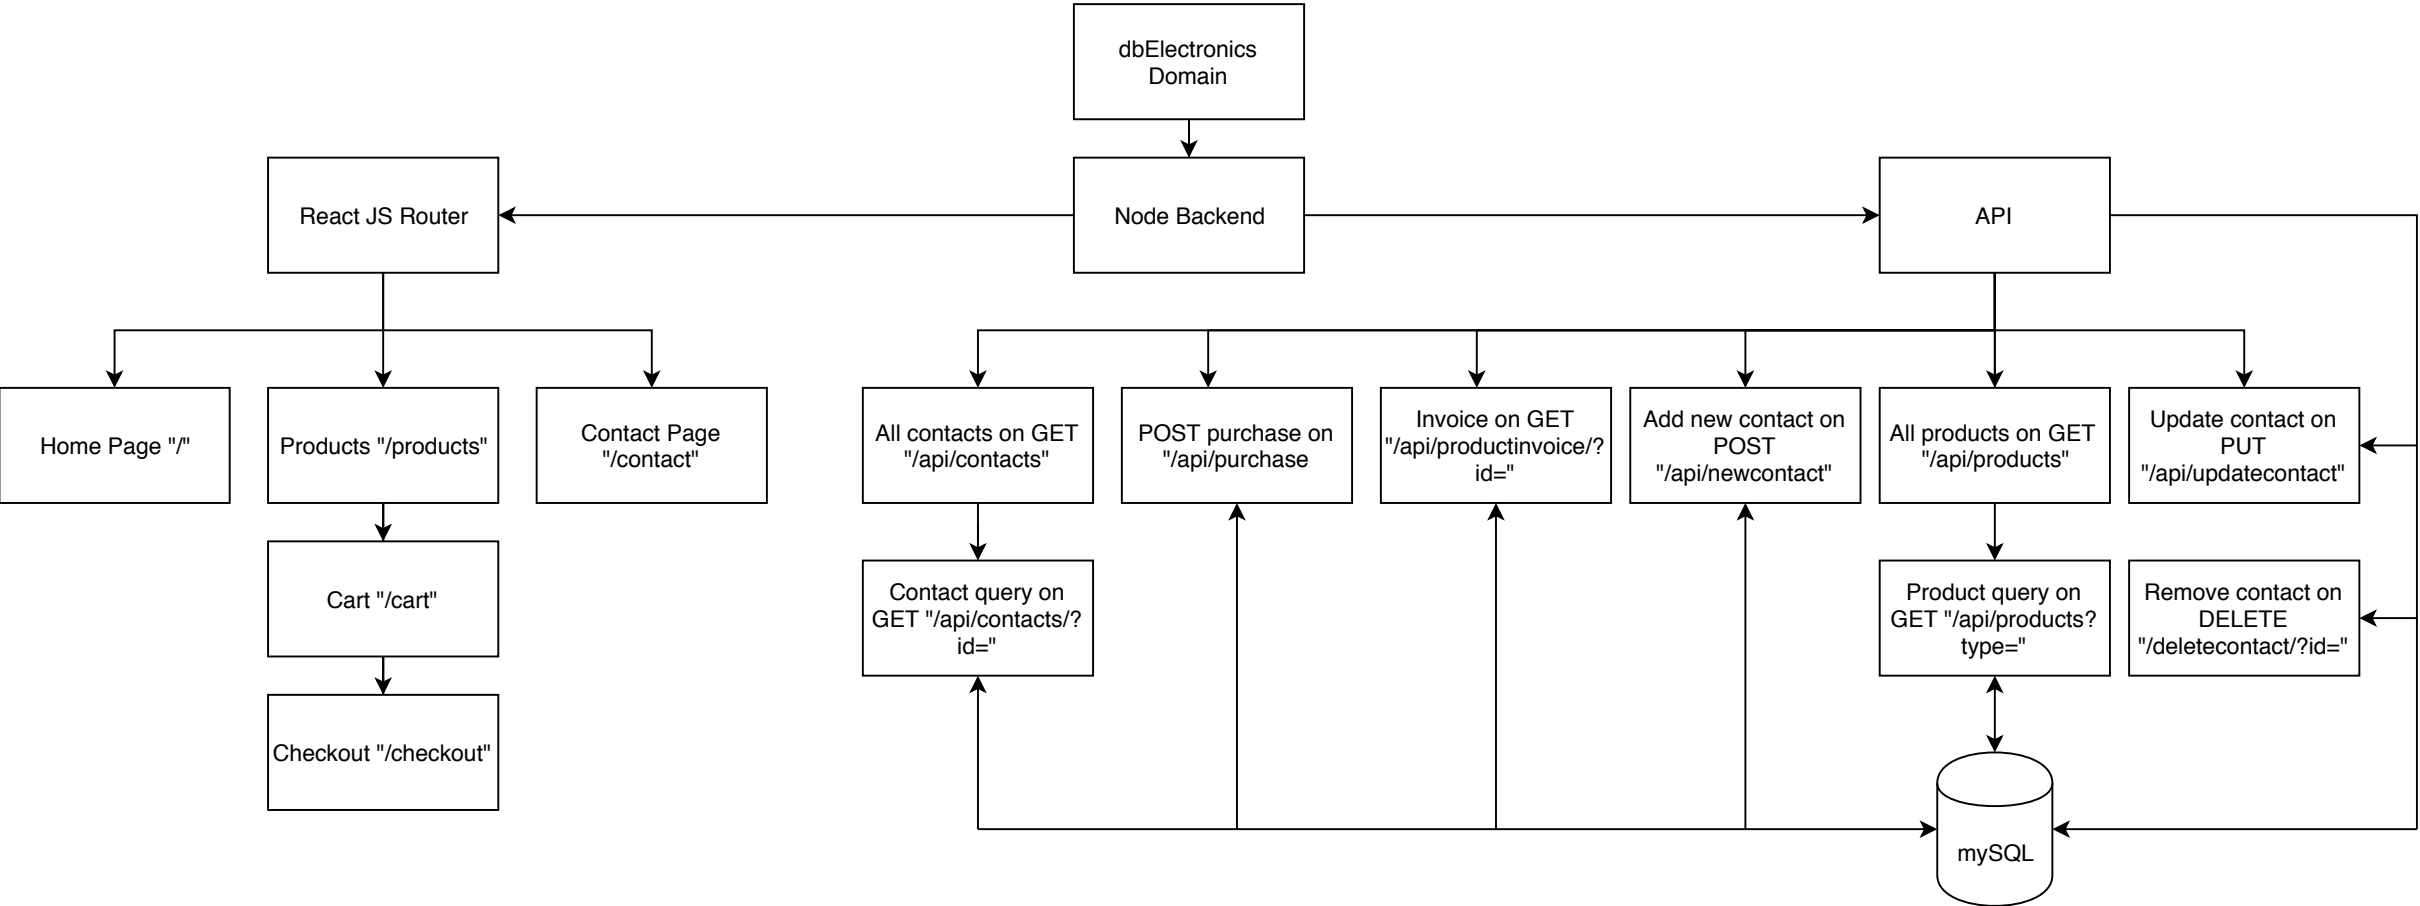 dbElectronics
Domain
React JS Router
Node Backend
API
Home Page "/"
Products "/products"
Contact Page
"/contact"
All contacts on GET
"/api/contacts"
POST purchase on
"/api/purchase
Invoice on GET
"/api/productinvoice/?
id="
Add new contact on
POST
"/api/newcontact"
All products on GET
"/api/products"
Update contact on
PUT
"/api/updatecontact"
Cart "/cart"
Contact query on
GET "/api/contacts/?
id="
Product query on
GET "/api/products?
type="
Remove contact on
DELETE
"/deletecontact/?id="
Checkout "/checkout"
mySQL